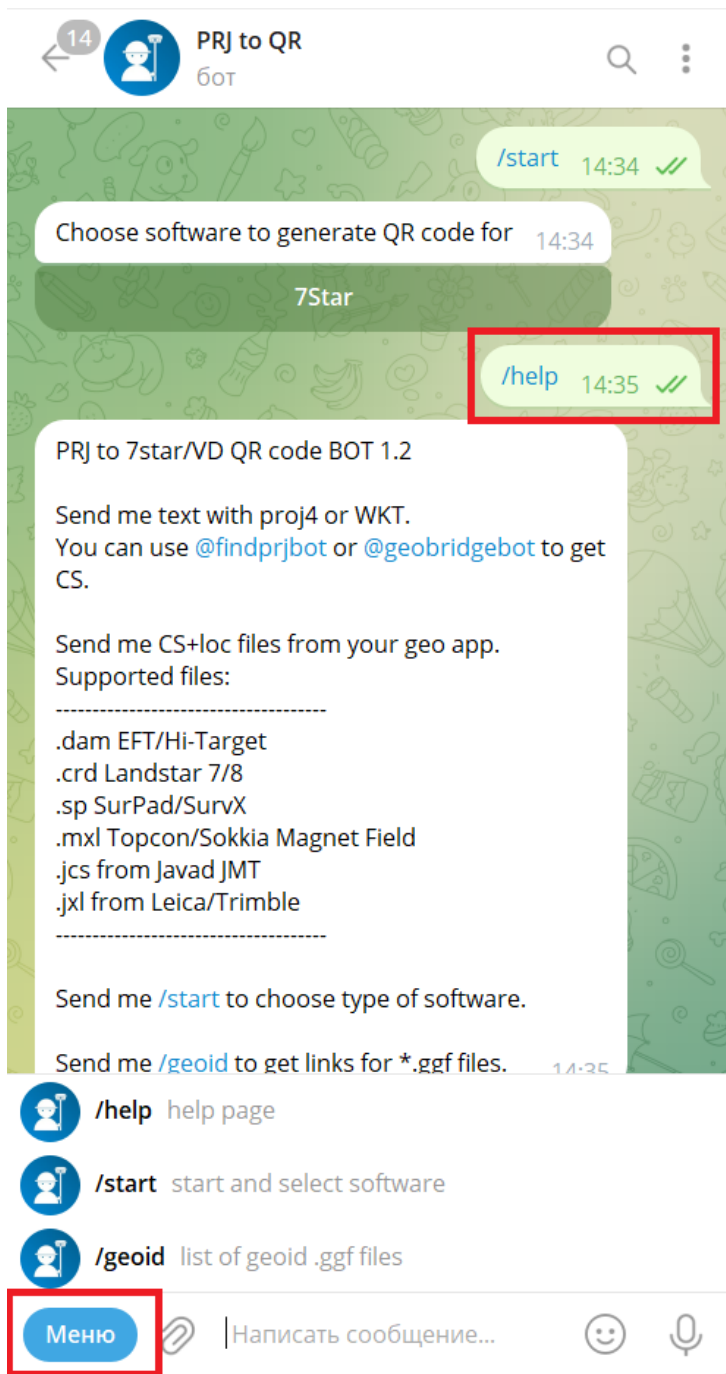 14
PRJ to QR
бот
/start 14:34
Choose software to generate QR code for 14:34
7Star
/help 14:35
PRJ to 7star/VD QR code BOT 1.2
Send me text with proj4 or WKT.
You can use @findprjbot or @geobridgebot to get
CS.
Send me CS+loc files from your geo app.
Supported files:
------------------------------------
.dam EFT/Hi-Target
.crd Landstar 7/8
.sp SurPad/SurvX
.mxl Topcon/Sokkia Magnet Field
.jcs from Javad JMT
.jxl from Leica/Trimble
------------------------------------
Send me /start to choose type of software.
Send me /geoid to get links for *.ggf files. 14:35
/help help page
/start start and select software
/geoid list of geoid .ggf files
Меню Написать сообщение...